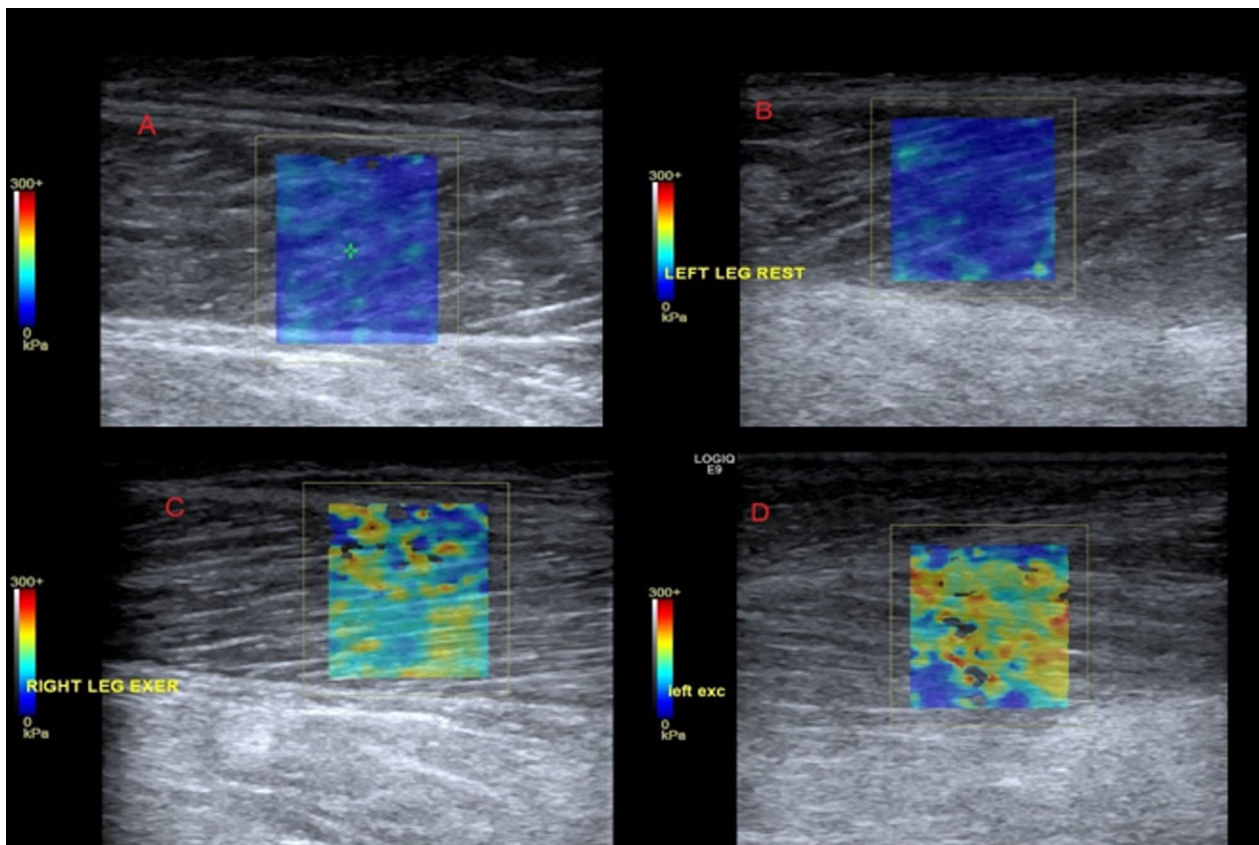 A
300+
0
kPa
B
300+
LEFT LEG REST
0
kPa
C
300+
RIGHT LEG EXER
0
kPa
LOGIQ
E9
D
300+
left exc
0
kPa